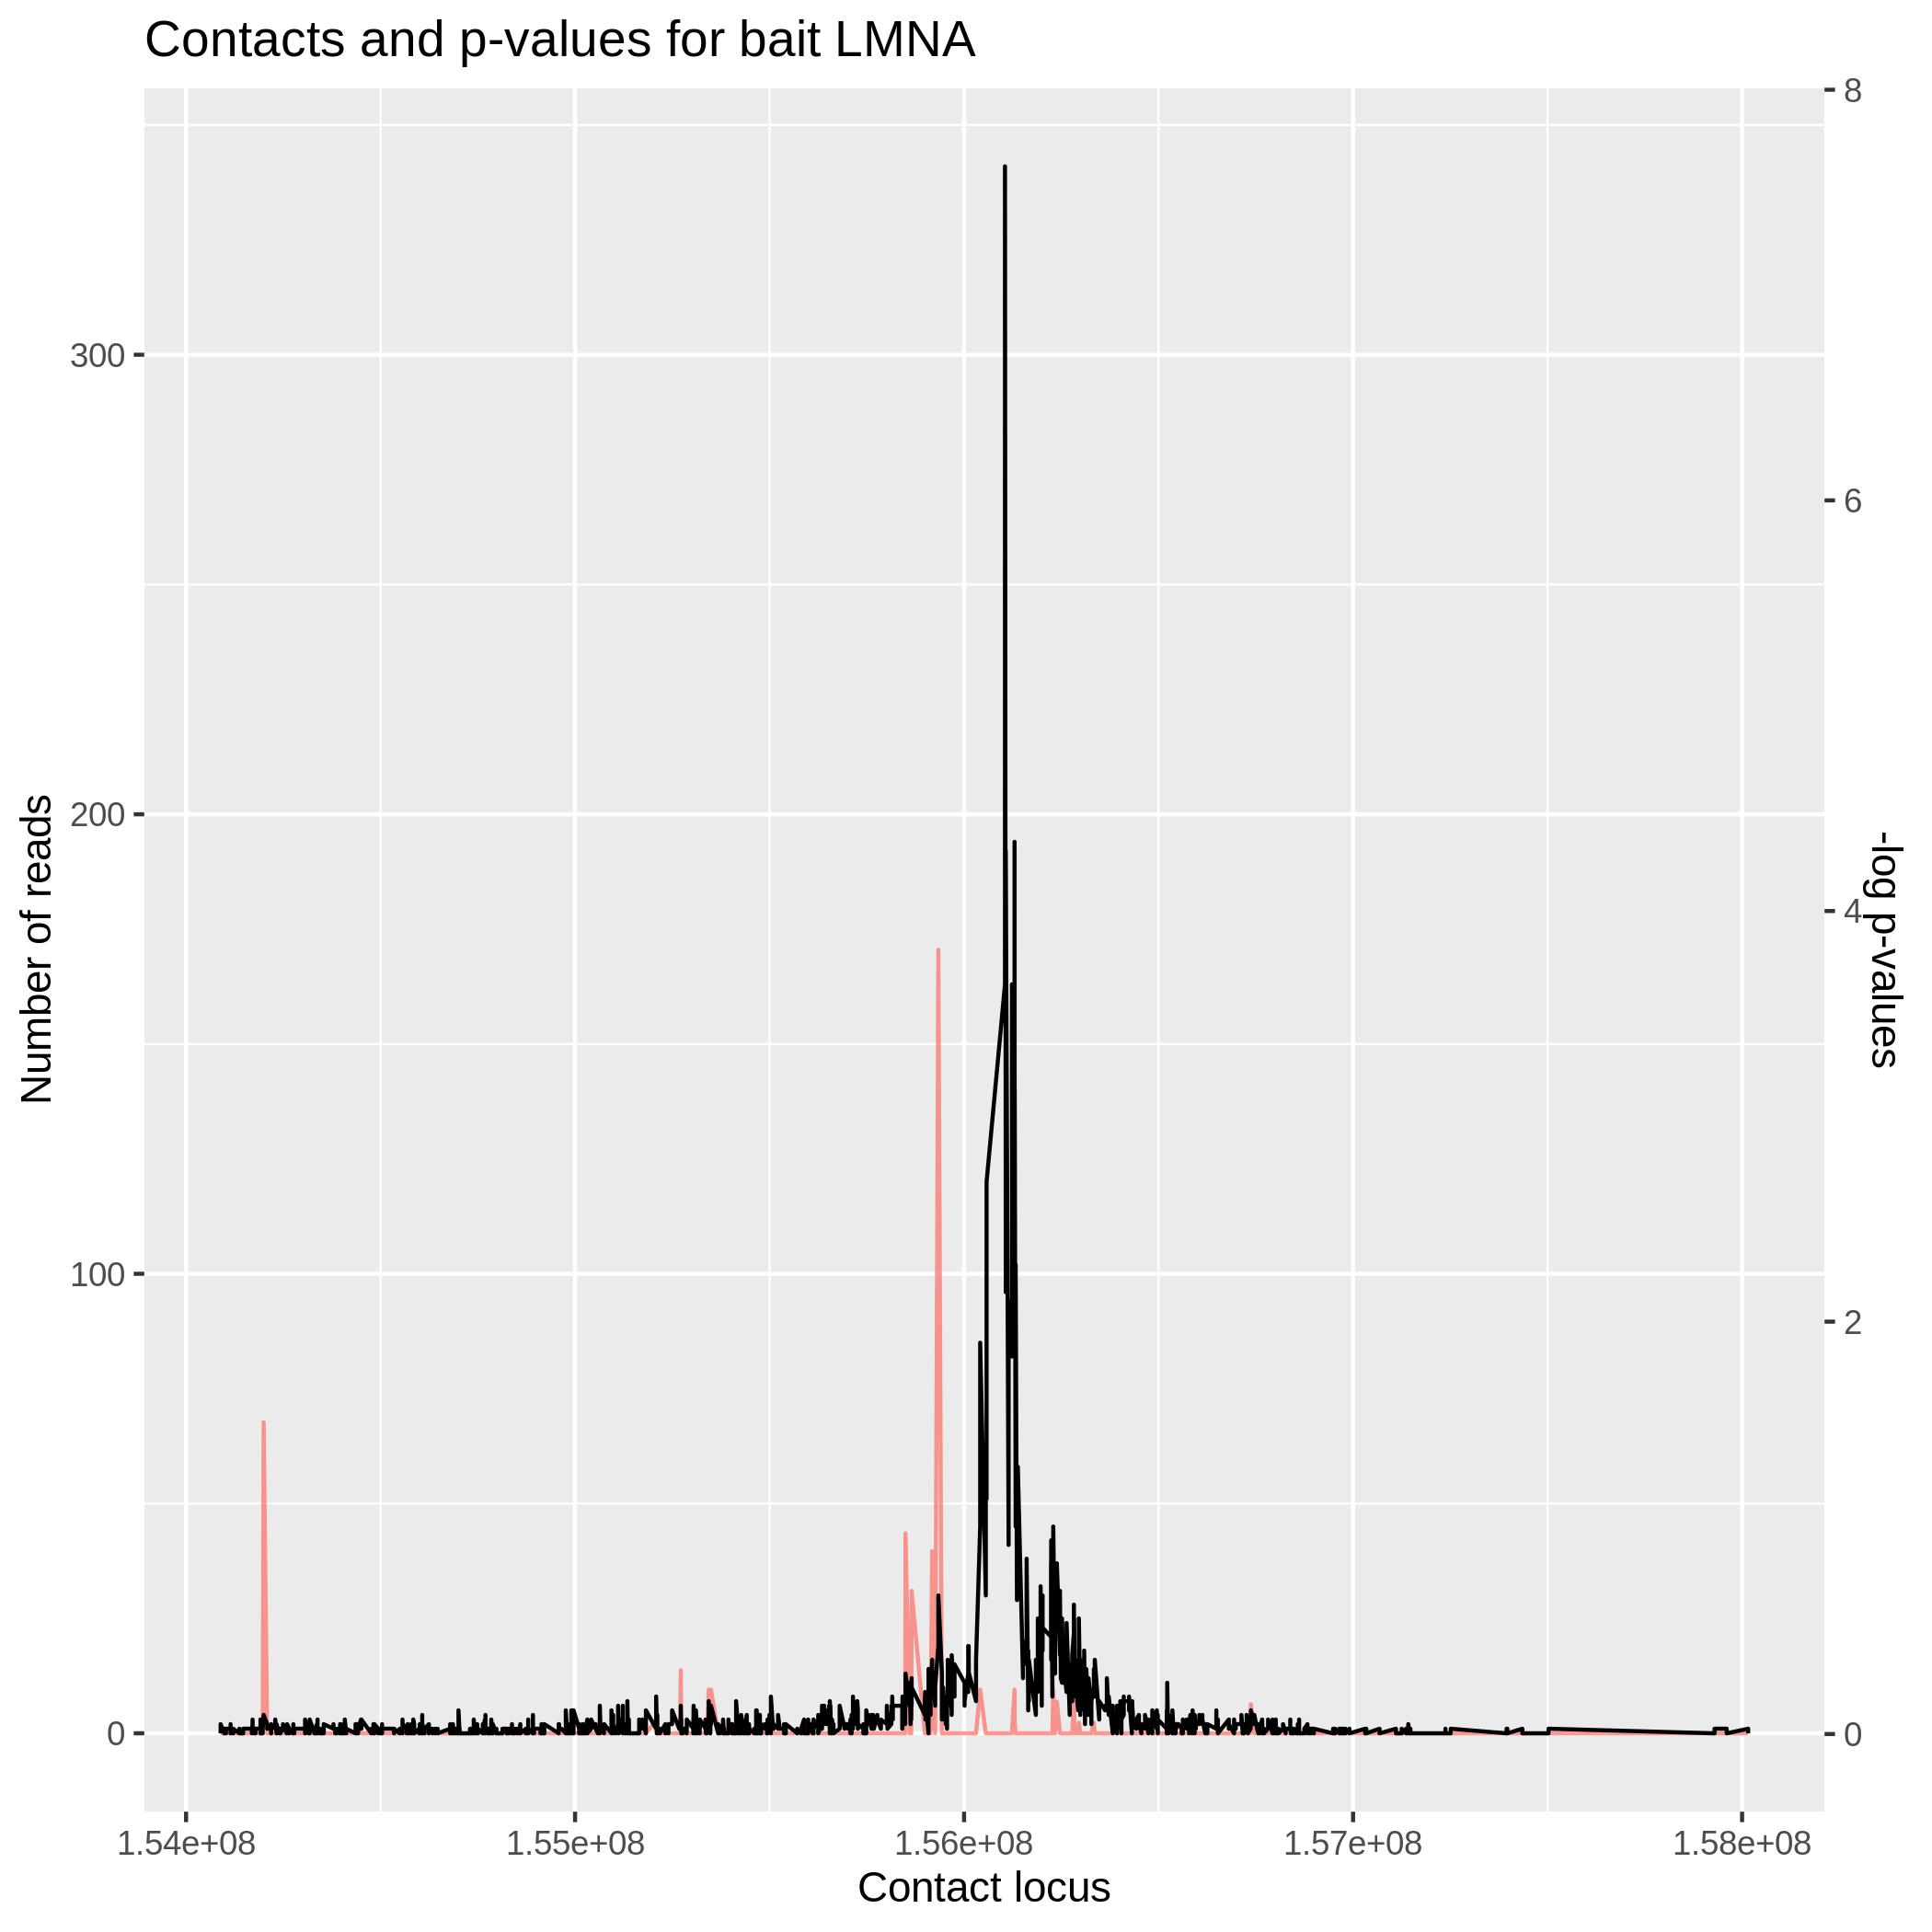 Contacts and p-values for bait LMNA
8
6
4
2
0
-log p-values
300
200
100
0
Number of reads
1.54e+08 1.55e+08 1.56e+08 1.57e+08 1.58e+08
Contact locus